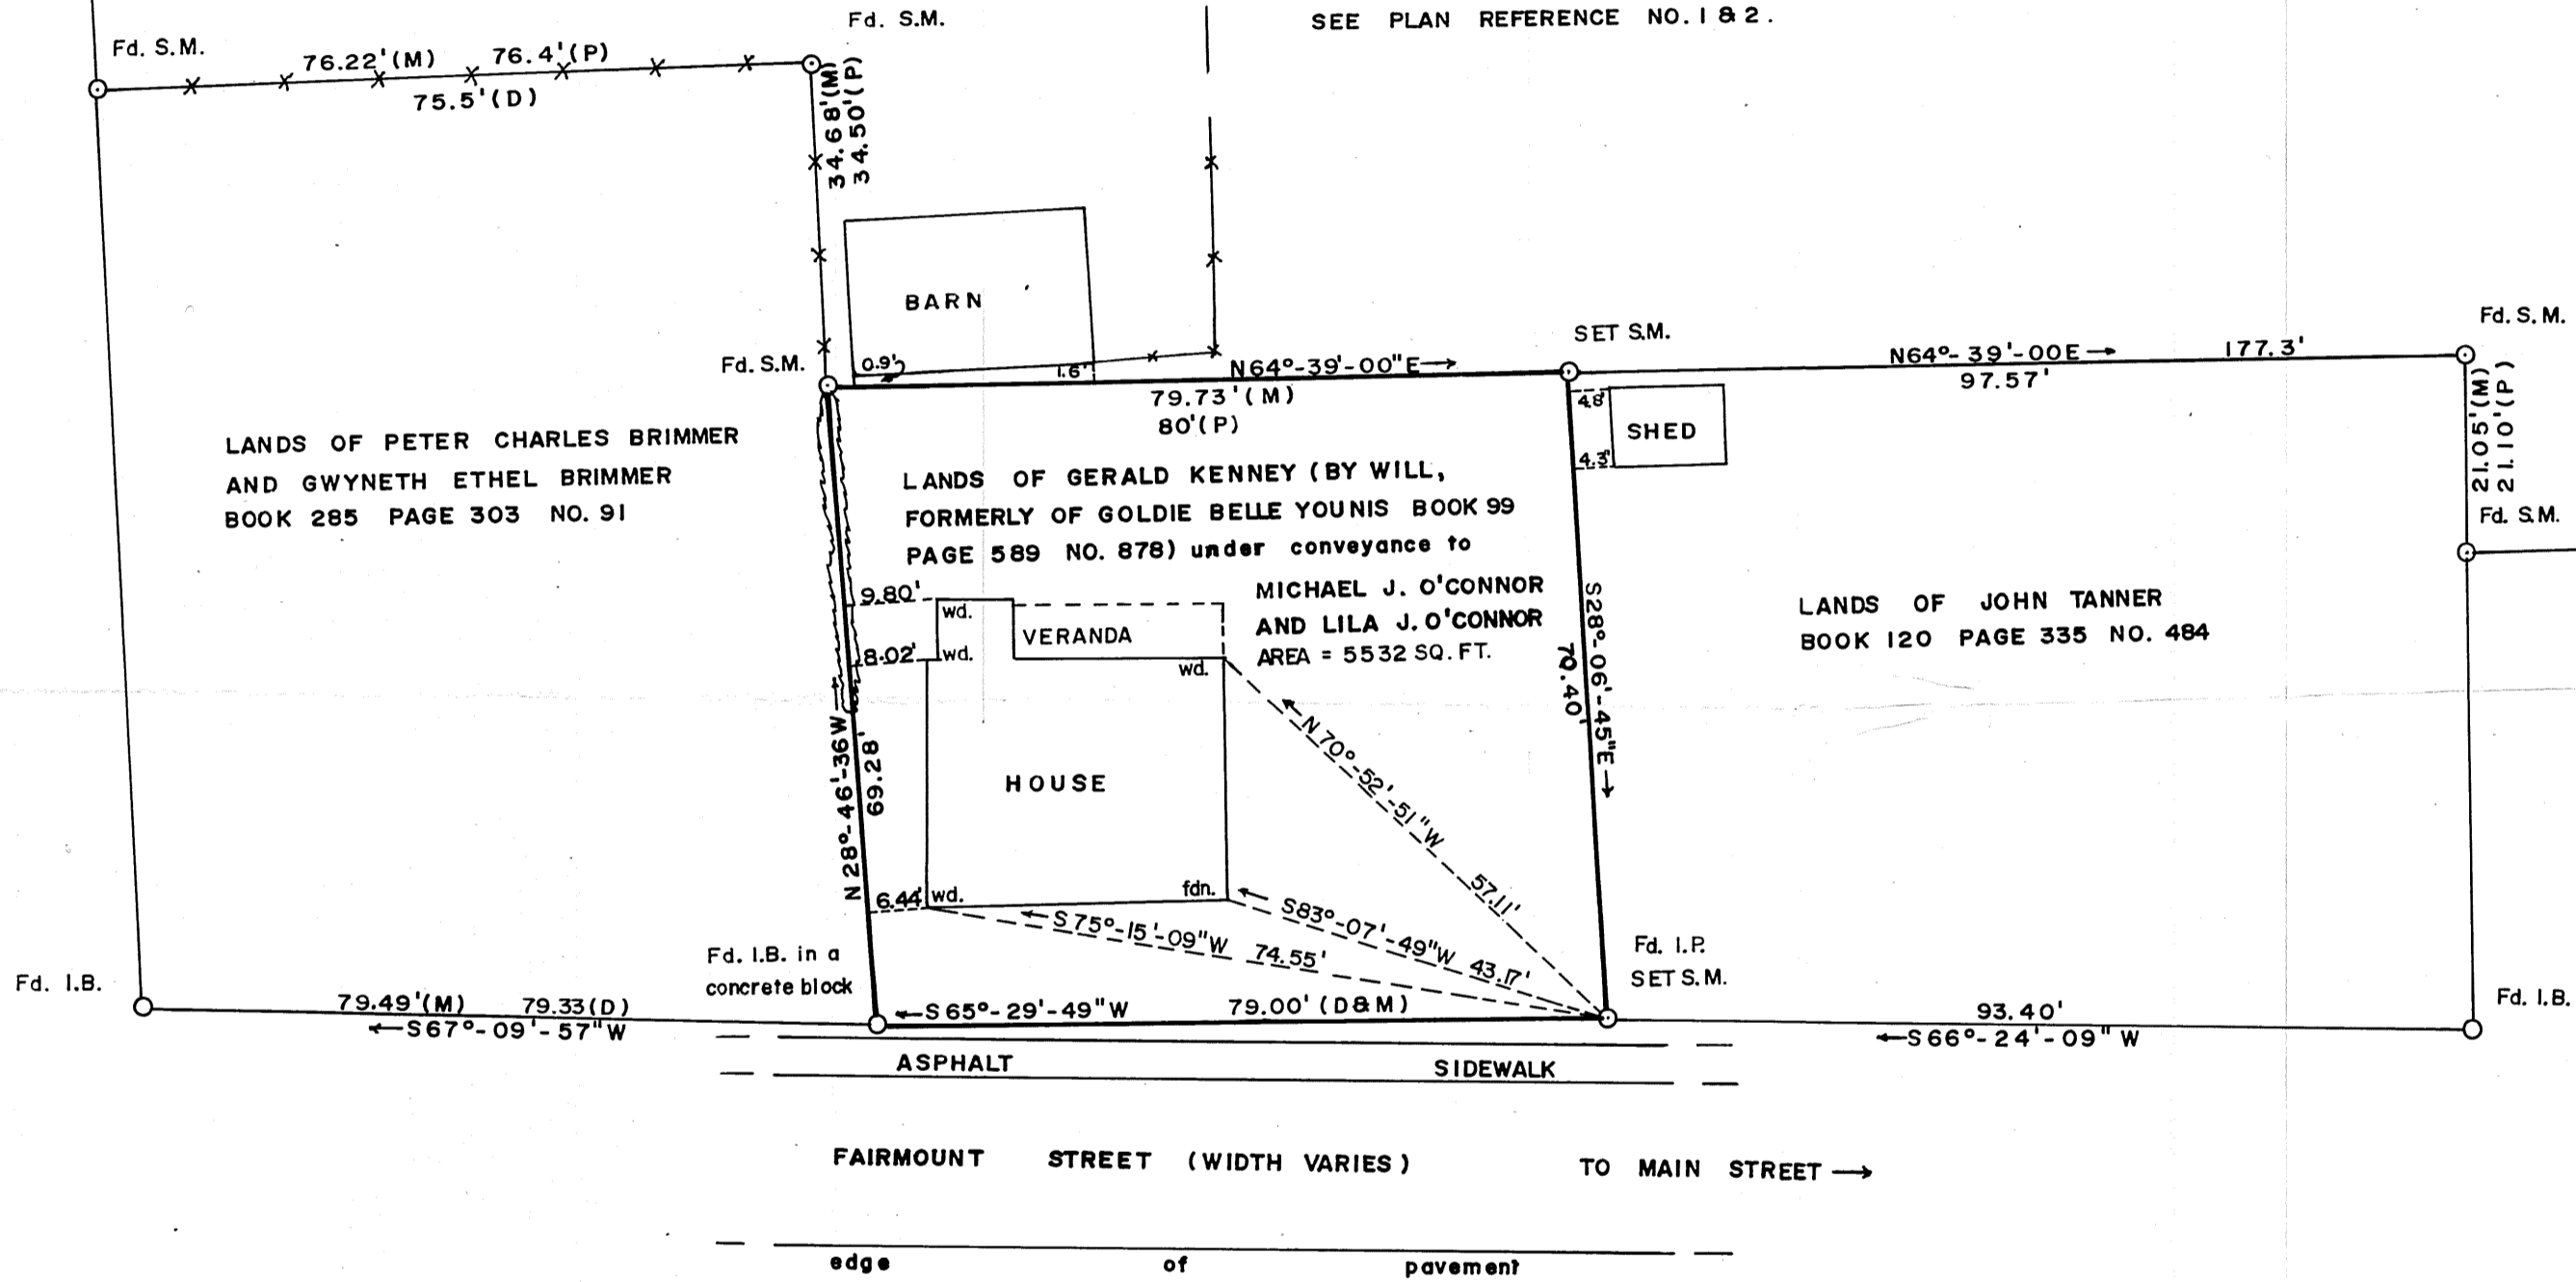 SEE PLAN REFERENCE NO. 1 & 2.
Fd. S.M.
Fd. S.M.
76.22'(M) 76.4'(P)
75.5'(D)
34.68'(M)
34.50'(P)
BARN
0.9'
1.6'
Fd. S.M.
SET S.M.
Fd. S.M.
N64°-39'-00"E
79.73'(M)
80'(P)
N64°-39'-00E 177.3'
97.57'
4.8'
4.3'
SHED
21.05'(M)
21.10'(P)
Fd. S.M.
LANDS OF PETER CHARLES BRIMMER
AND GWYNETH ETHEL BRIMMER
BOOK 285 PAGE 303 NO. 91
LANDS OF GERALD KENNEY (BY WILL,
FORMERLY OF GOLDIE BELLE YOUNIS BOOK 99
PAGE 589 NO. 878) under conveyance to
MICHAEL J. O'CONNOR
AND LILA J. O'CONNOR
AREA = 5532 SQ. FT.
LANDS OF JOHN TANNER
BOOK 120 PAGE 335 NO. 484
9.80'
wd.
VERANDA
8.02'
wd.
wd.
HOUSE
N 28°-46'-36W
69.28'
S28°-06'-45"E
70.40'
N 70°-52'-51"W 57.11'
6.44'
wd.
fdn.
S83°-07'-49"W 43.17'
S75°-15'-09"W 74.55'
Fd. I.B. in a
concrete block
Fd. I.P.
SET S.M.
Fd. I.B.
Fd. I.B.
79.49'(M) 79.33(D)
S67°-09'-57"W
S65°-29'-49"W 79.00' (D&M)
93.40'
S66°-24'-09"W
ASPHALT SIDEWALK
FAIRMOUNT STREET (WIDTH VARIES) TO MAIN STREET
edge of pavement